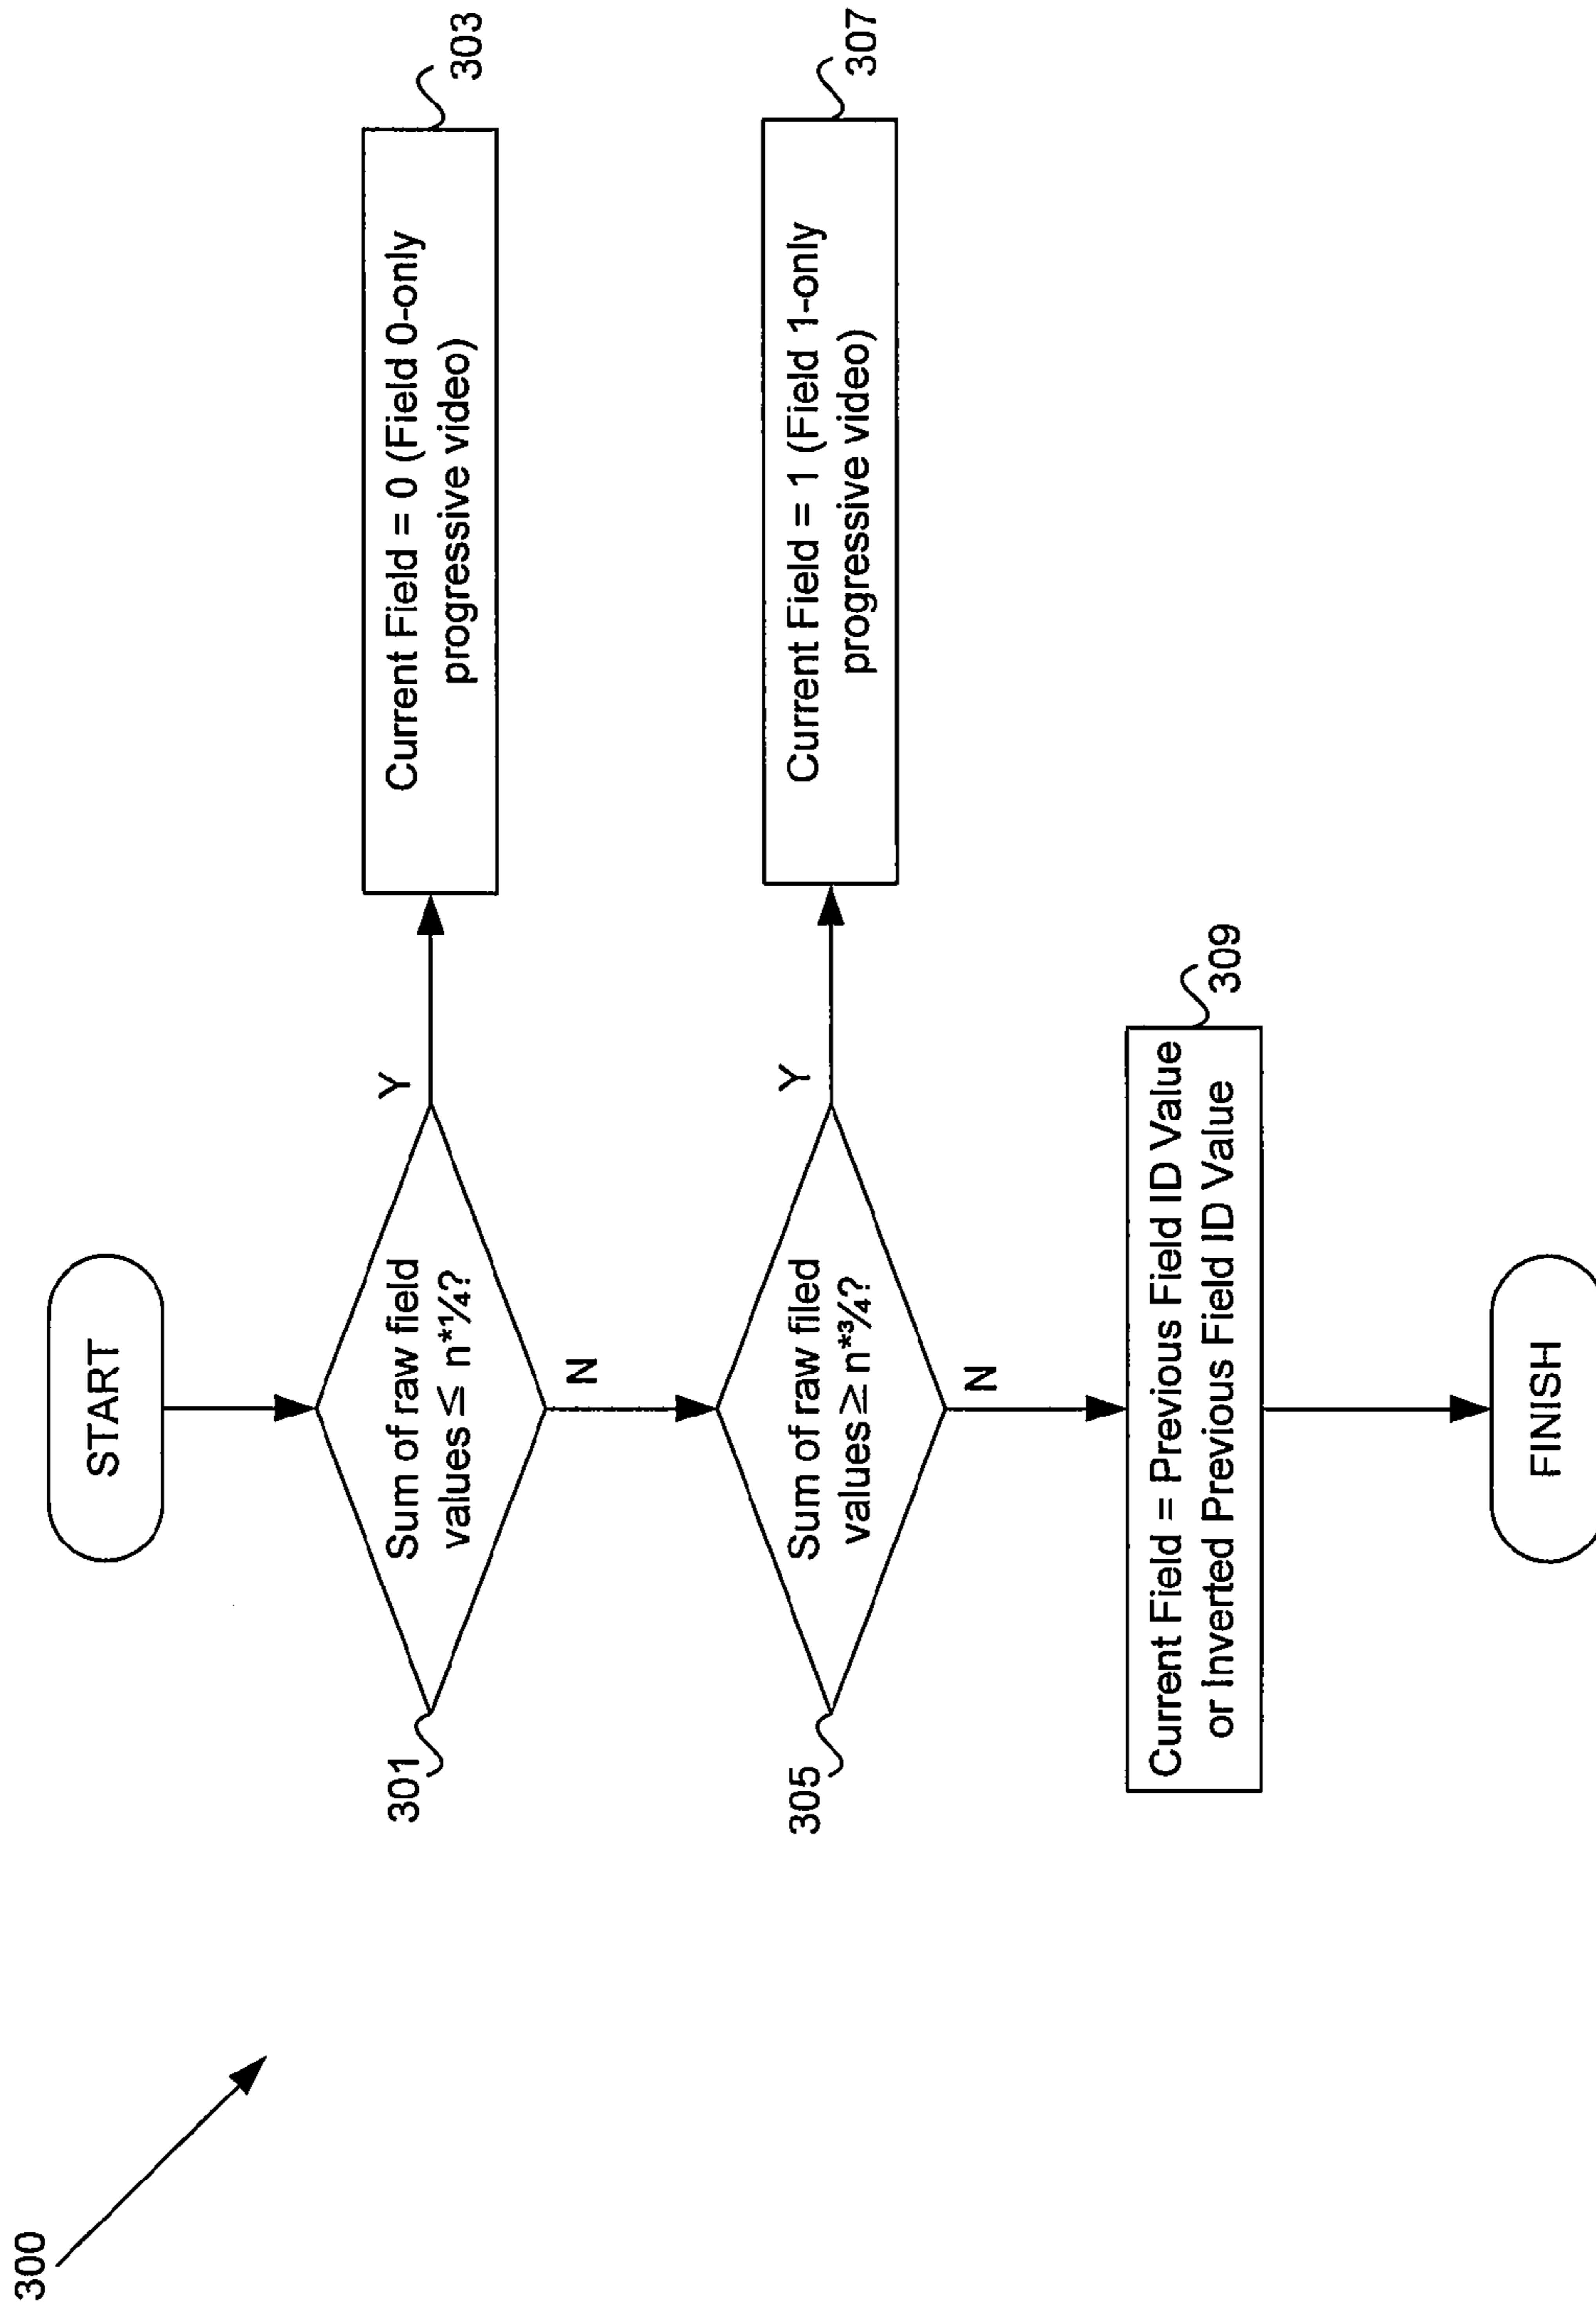 300
START
301
Sum of raw field
values ≤ n*¼?
Y
Current Field = 0 (Field 0-only
progressive video)
303
N
305
Sum of raw filed
values ≥ n*¾?
Y
Current Field = 1 (Field 1-only
progressive video)
307
N
Current Field = Previous Field ID Value
or Inverted Previous Field ID Value
309
FINISH